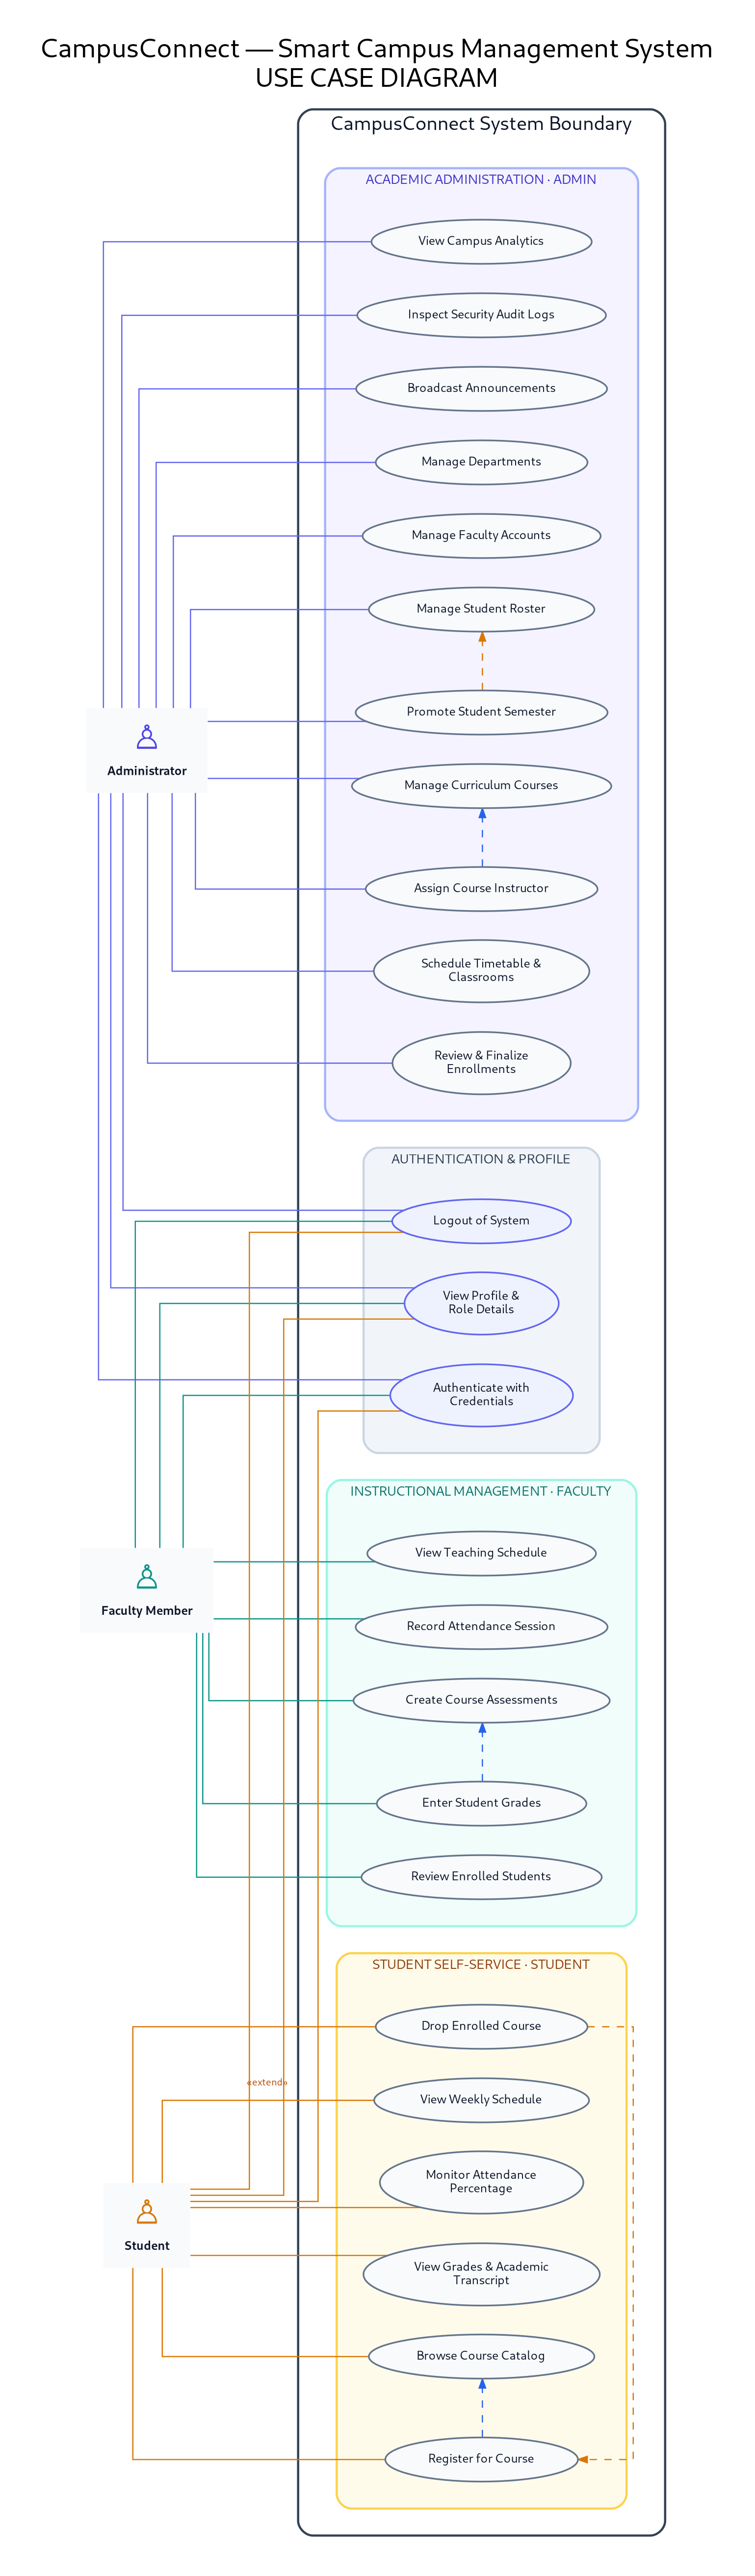 CampusConnect — Smart Campus Management System
USE CASE DIAGRAM
CampusConnect System Boundary
ACADEMIC ADMINISTRATION · ADMIN
View Campus Analytics
Inspect Security Audit Logs
Broadcast Announcements
Manage Departments
Manage Faculty Accounts
Manage Student Roster
Promote Student Semester
Administrator
Manage Curriculum Courses
Assign Course Instructor
Schedule Timetable &
Classrooms
Review & Finalize
Enrollments
AUTHENTICATION & PROFILE
Logout of System
View Profile &
Role Details
Authenticate with
Credentials
INSTRUCTIONAL MANAGEMENT · FACULTY
View Teaching Schedule
Faculty Member
Record Attendance Session
Create Course Assessments
Enter Student Grades
Review Enrolled Students
STUDENT SELF-SERVICE · STUDENT
Drop Enrolled Course
«extend»
View Weekly Schedule
Monitor Attendance
Percentage
Student
View Grades & Academic
Transcript
Browse Course Catalog
Register for Course